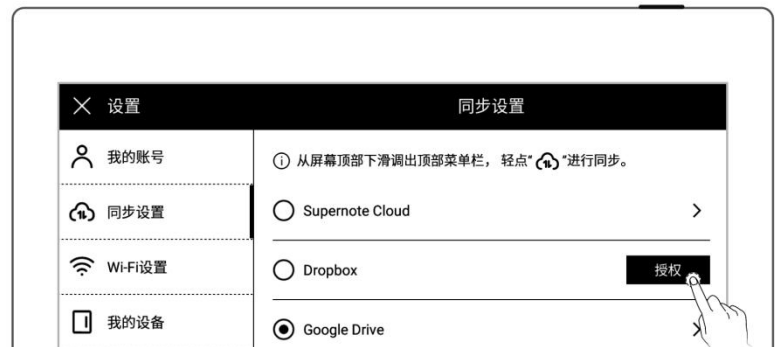 设置
同步设置
我的账号
从屏幕顶部下滑调出顶部菜单栏， 轻点“ ”进行同步。
同步设置
Supernote Cloud
Wi-Fi设置
Dropbox
授权
我的设备
Google Drive